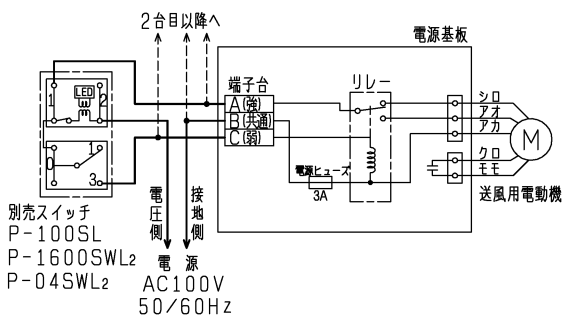 2台目以降へ
電源基板
端子台
リレー
LED
1
2
A(強)
B(共通)
C(弱)
シロ
アオ
アカ
M
クロ
モモ
0
1
3
電源ヒューズ
3A
送風用電動機
別売スイッチ
P-100SL
P-1600SWL2
P-04SWL2
電圧側
接地側
電源
AC100V
50/60Hz